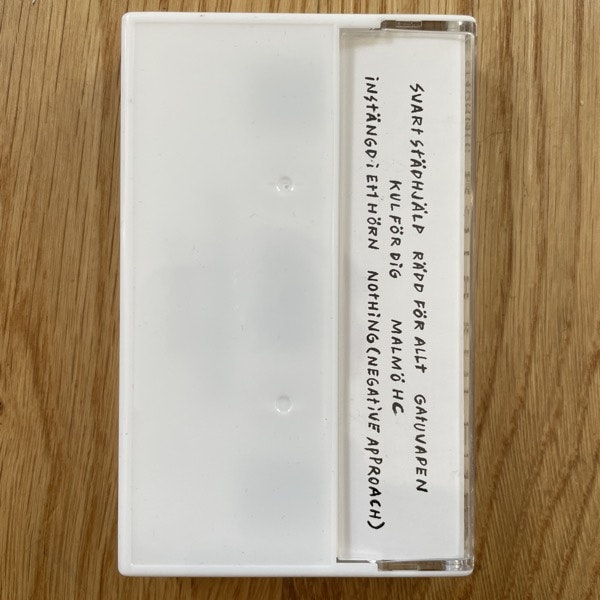 SVART STÄDHJÄLP RÄDD FÖR ALLT GATUVAPEN
KUL FÖR DIG MALMÖ HC
INSTÄNGD I ETT HÖRN NOTHING (NEGATIVE APPROACH)